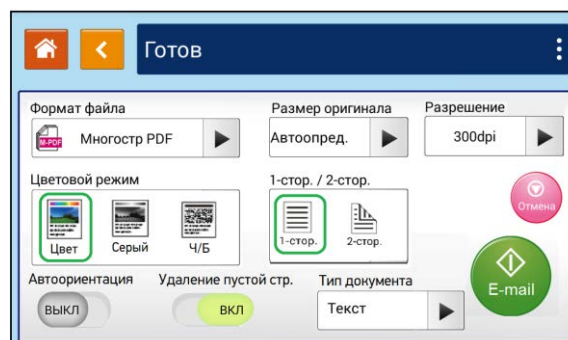 Готов
Формат файла
Размер оригинала
Разрешение
M-PDF
Многостр PDF
Автоопред.
300dpi
Цветовой режим
1-стор. / 2-стор.
Цвет
Серый
Ч/Б
1-стор.
2-стор.
Отмена
Автоориентация
Удаление пустой стр.
Тип документа
ВЫКЛ
ВКЛ
Текст
E-mail